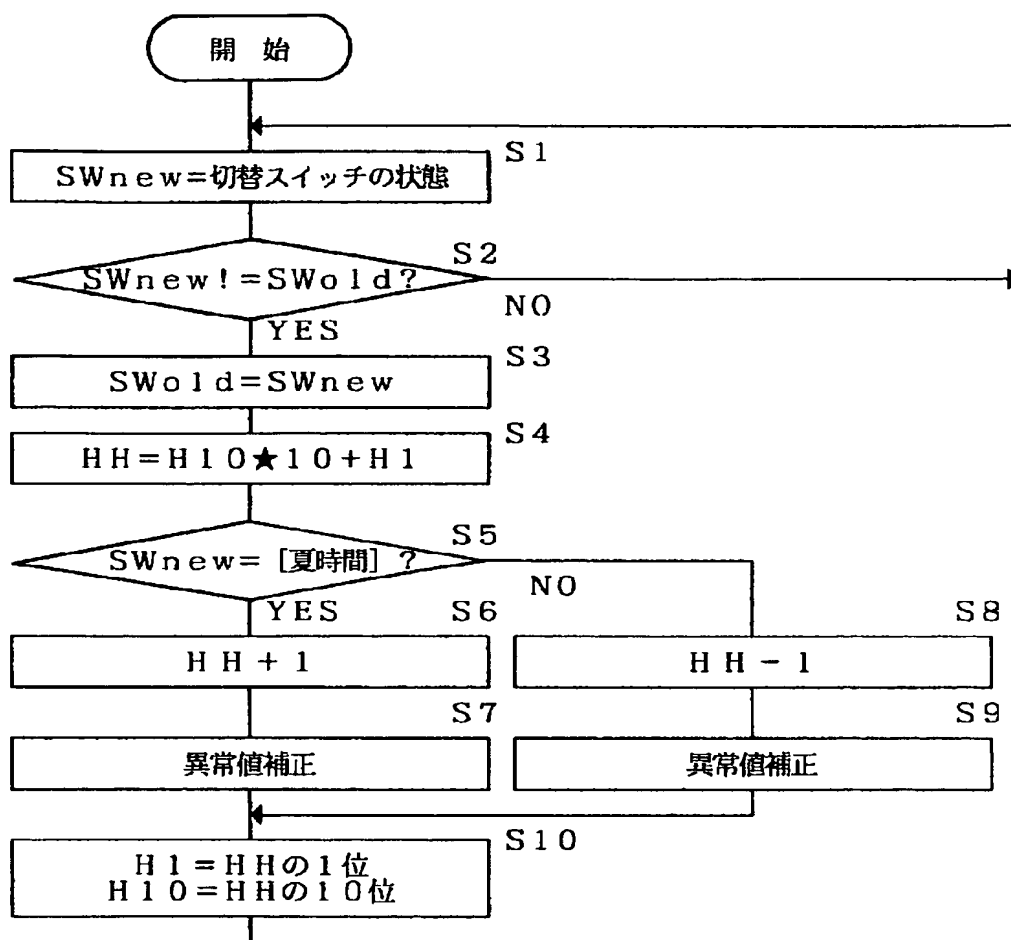 開 始
S1
SWnew=切替スイッチの状態
S2
SWnew!=SWold?
NO
YES
S3
SWold=SWnew
S4
HH=H10★10+H1
S5
SWnew=[夏時間]?
NO
YES
S6
HH+1
S8
HH-1
S7
異常値補正
S9
異常値補正
S10
H1=HHの1位
H10=HHの10位